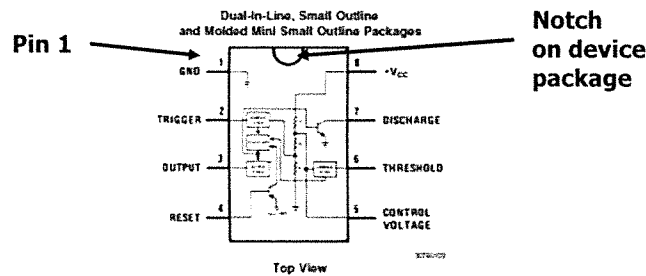 Dual-In-Line, Small Outline
and Molded Mini Small Outline Packages
Pin 1
Notch
on device
package
1
GND
8
+VCC
2
TRIGGER
7
DISCHARGE
3
OUTPUT
6
THRESHOLD
4
RESET
5
CONTROL
VOLTAGE
Top View